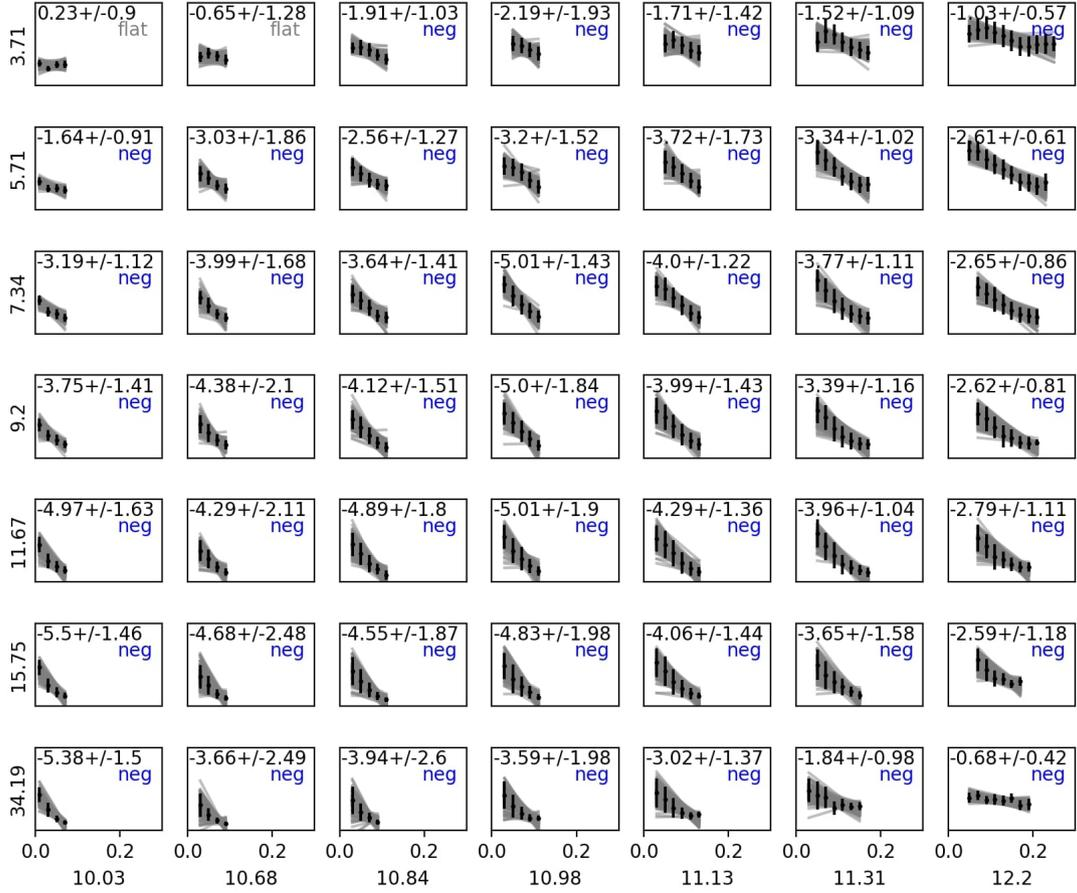 0.23+/-0.9 -0.65+/-1.28 -1.91+/-1.03 -2.19+/-1.93 -1.71+/-1.42 -1.52+/-1.09 -1.03+/-0.57
flat flat neg neg neg neg neg
3.71
-1.64+/-0.91 -3.03+/-1.86 -2.56+/-1.27 -3.2+/-1.52 -3.72+/-1.73 -3.34+/-1.02 -2.61+/-0.61
neg neg neg neg neg neg neg
5.71
-3.19+/-1.12 -3.99+/-1.68 -3.64+/-1.41 -5.01+/-1.43 -4.0+/-1.22 -3.77+/-1.11 -2.65+/-0.86
neg neg neg neg neg neg neg
7.34
-3.75+/-1.41 -4.38+/-2.1 -4.12+/-1.51 -5.0+/-1.84 -3.99+/-1.43 -3.39+/-1.16 -2.62+/-0.81
neg neg neg neg neg neg neg
9.2
-4.97+/-1.63 -4.29+/-2.11 -4.89+/-1.8 -5.01+/-1.9 -4.29+/-1.36 -3.96+/-1.04 -2.79+/-1.11
neg neg neg neg neg neg neg
11.67
-5.5+/-1.46 -4.68+/-2.48 -4.55+/-1.87 -4.83+/-1.98 -4.06+/-1.44 -3.65+/-1.58 -2.59+/-1.18
neg neg neg neg neg neg neg
15.75
-5.38+/-1.5 -3.66+/-2.49 -3.94+/-2.6 -3.59+/-1.98 -3.02+/-1.37 -1.84+/-0.98 -0.68+/-0.42
neg neg neg neg neg neg neg
34.19
0.0 0.2 0.0 0.2 0.0 0.2 0.0 0.2 0.0 0.2 0.0 0.2 0.0 0.2
10.03 10.68 10.84 10.98 11.13 11.31 12.2